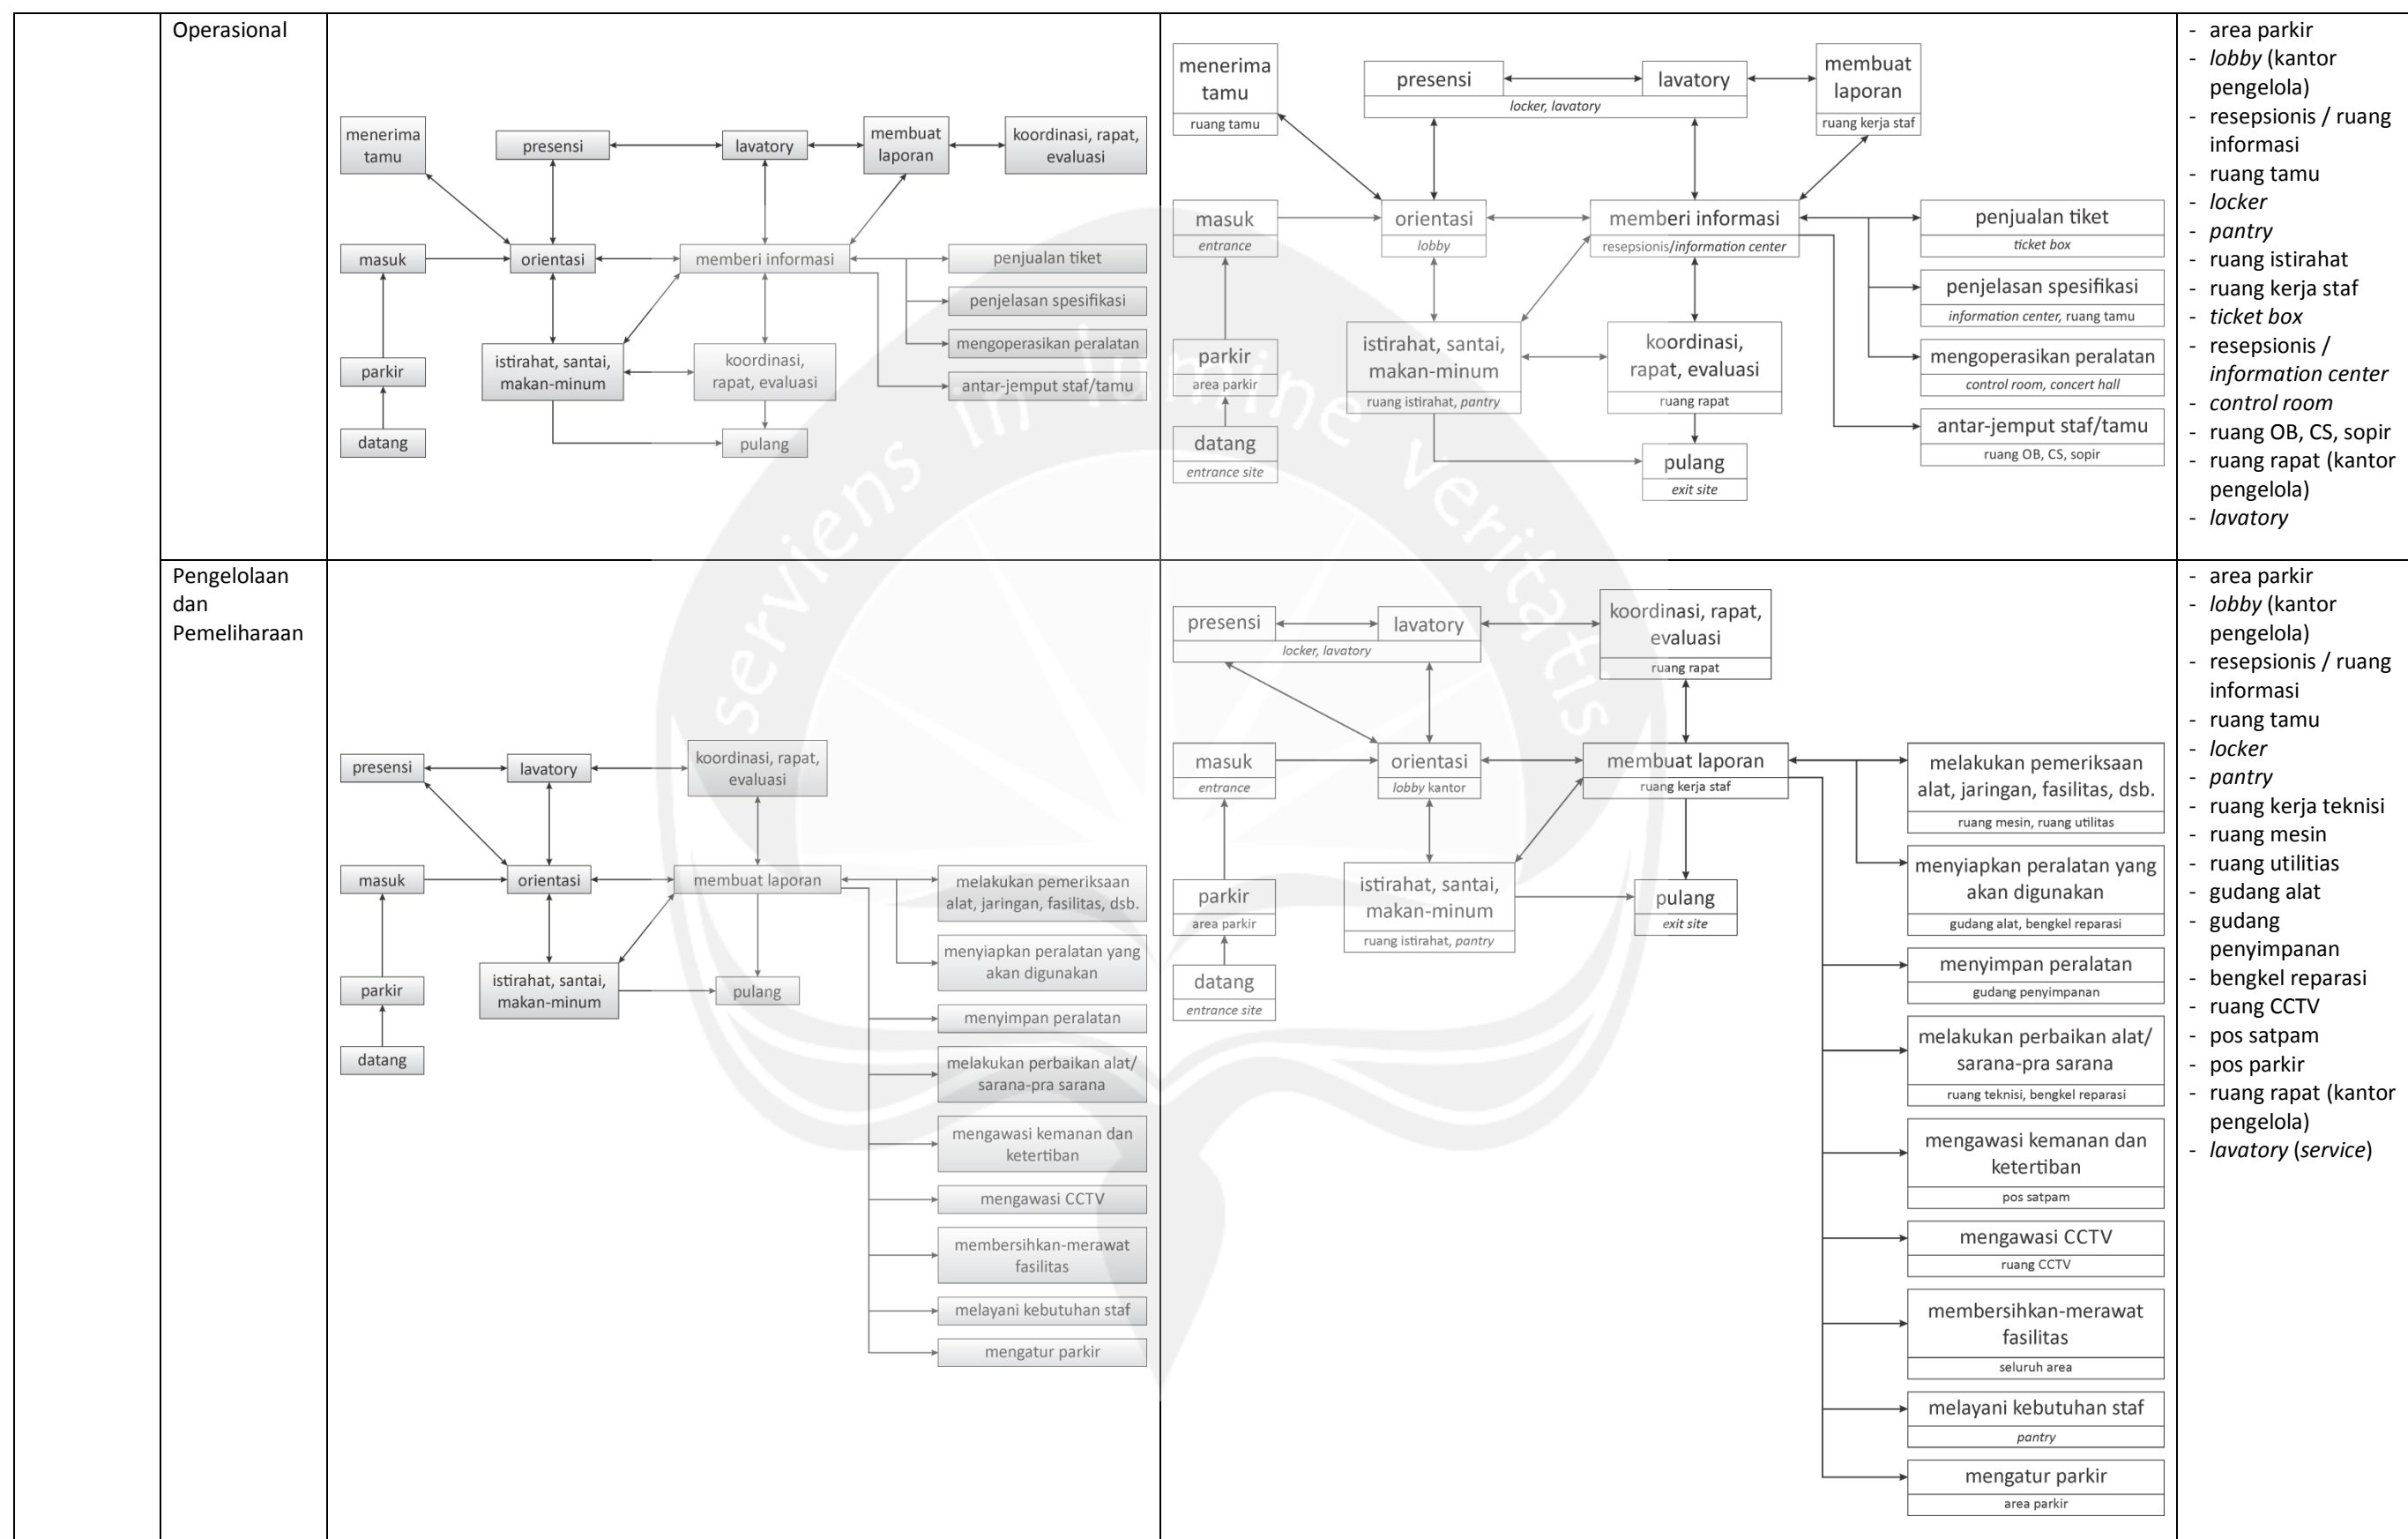 Operasional
menerima
tamu
presensi
lavatory
membuat
laporan
koordinasi, rapat,
evaluasi
masuk
orientasi
memberi informasi
penjualan tiket
penjelasan spesifikasi
mengoperasikan peralatan
antar-jemput staf/tamu
parkir
istirahat, santai,
makan-minum
koordinasi,
rapat, evaluasi
datang
pulang
menerima
tamu
ruang tamu
presensi
lavatory
locker, lavatory
membuat
laporan
ruang kerja staf
masuk
entrance
orientasi
lobby
memberi informasi
resepsionis/information center
penjualan tiket
ticket box
penjelasan spesifikasi
information center, ruang tamu
mengoperasikan peralatan
control room, concert hall
antar-jemput staf/tamu
ruang OB, CS, sopir
parkir
area parkir
istirahat, santai,
makan-minum
ruang istirahat, pantry
koordinasi,
rapat, evaluasi
ruang rapat
datang
entrance site
pulang
exit site
- area parkir
- lobby (kantor
pengelola)
- resepsionis / ruang
informasi
- ruang tamu
- locker
- pantry
- ruang istirahat
- ruang kerja staf
- ticket box
- resepsionis /
information center
- control room
- ruang OB, CS, sopir
- ruang rapat (kantor
pengelola)
- lavatory
Pengelolaan
dan
Pemeliharaan
presensi
lavatory
koordinasi, rapat,
evaluasi
masuk
orientasi
membuat laporan
melakukan pemeriksaan
alat, jaringan, fasilitas, dsb.
menyiapkan peralatan yang
akan digunakan
parkir
istirahat, santai,
makan-minum
pulang
menyimpan peralatan
datang
melakukan perbaikan alat/
sarana-pra sarana
mengawasi kemanan dan
ketertiban
mengawasi CCTV
membersihkan-merawat
fasilitas
melayani kebutuhan staf
mengatur parkir
presensi
lavatory
locker, lavatory
koordinasi, rapat,
evaluasi
ruang rapat
masuk
entrance
orientasi
lobby kantor
membuat laporan
ruang kerja staf
melakukan pemeriksaan
alat, jaringan, fasilitas, dsb.
ruang mesin, ruang utilitas
menyiapkan peralatan yang
akan digunakan
gudang alat, bengkel reparasi
parkir
area parkir
istirahat, santai,
makan-minum
ruang istirahat, pantry
pulang
exit site
datang
entrance site
menyimpan peralatan
gudang penyimpanan
melakukan perbaikan alat/
sarana-pra sarana
ruang teknisi, bengkel reparasi
mengawasi kemanan dan
ketertiban
pos satpam
mengawasi CCTV
ruang CCTV
membersihkan-merawat
fasilitas
seluruh area
melayani kebutuhan staf
pantry
mengatur parkir
area parkir
- area parkir
- lobby (kantor
pengelola)
- resepsionis / ruang
informasi
- ruang tamu
- locker
- pantry
- ruang kerja teknisi
- ruang mesin
- ruang utilitias
- gudang alat
- gudang
penyimpanan
- bengkel reparasi
- ruang CCTV
- pos satpam
- pos parkir
- ruang rapat (kantor
pengelola)
- lavatory (service)
serviens in lumine veritatis